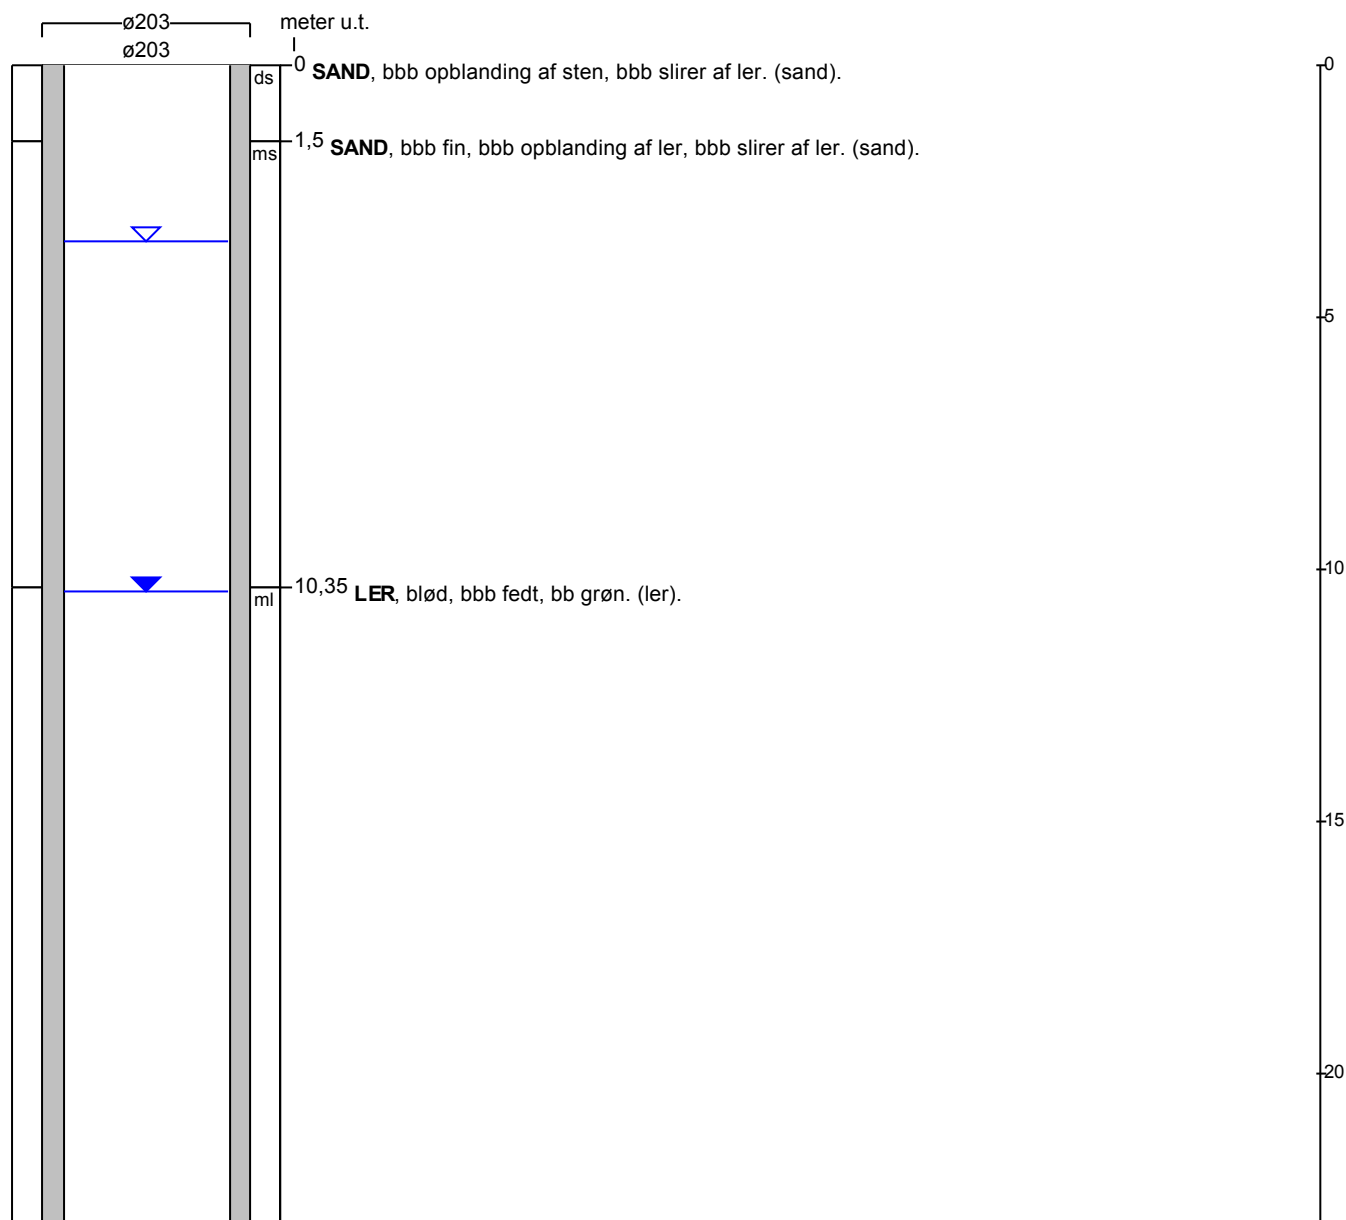 ø203 meter u.t.
ø203
ds 0 SAND, bbb opblanding af sten, bbb slirer af ler. (sand). 0
ms 1,5 SAND, bbb fin, bbb opblanding af ler, bbb slirer af ler. (sand).
5
10
ml 10,35 LER, blød, bbb fedt, bb grøn. (ler).
15
20